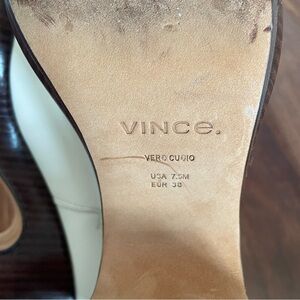 VINCe.
VERO CUOIO
USA 7.5M
EUR 38